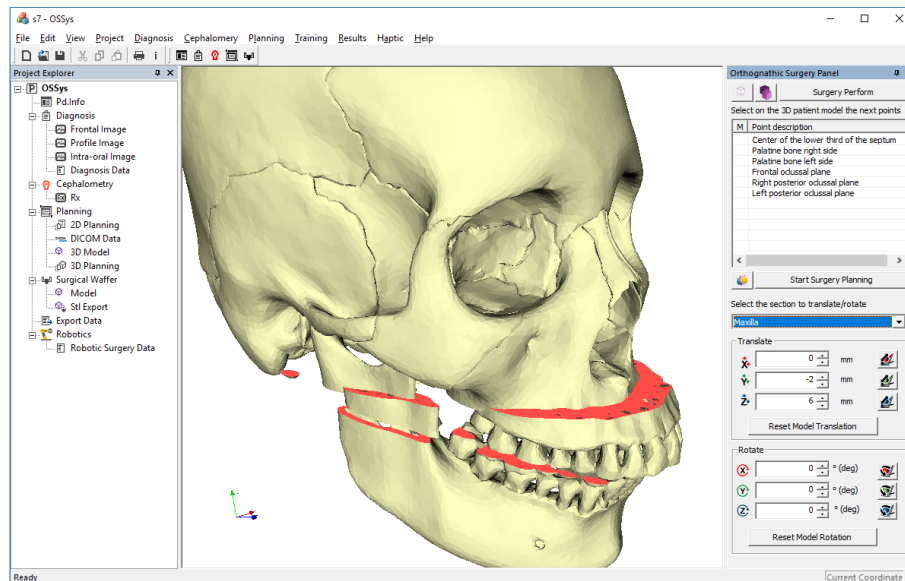 s7 - OSSys
File Edit View Project Diagnosis Cephalomery Planning Training Results Haptic Help
Project Explorer
OSSys
Pd.Info
Diagnosis
Frontal Image
Profile Image
Intra-oral Image
Diagnosis Data
Cephalometry
Rx
Planning
2D Planning
DICOM Data
3D Model
3D Planning
Surgical Waffer
Model
Stl Export
Export Data
Robotics
Robotic Surgery Data
Orthognathic Surgery Panel
Surgery Perform
Select on the 3D patient model the next points
M Point description
Center of the lower third of the septum
Palatine bone right side
Palatine bone left side
Frontal odussal plane
Right posterior odussal plane
Left posterior odussal plane
Start Surgery Planning
Select the section to translate/rotate
Maxilla
Translate
X 0 mm
Y -2 mm
Z 6 mm
Reset Model Translation
Rotate
X 0 ° (deg)
Y 0 ° (deg)
Z 0 ° (deg)
Reset Model Rotation
Ready
Current Coordinate